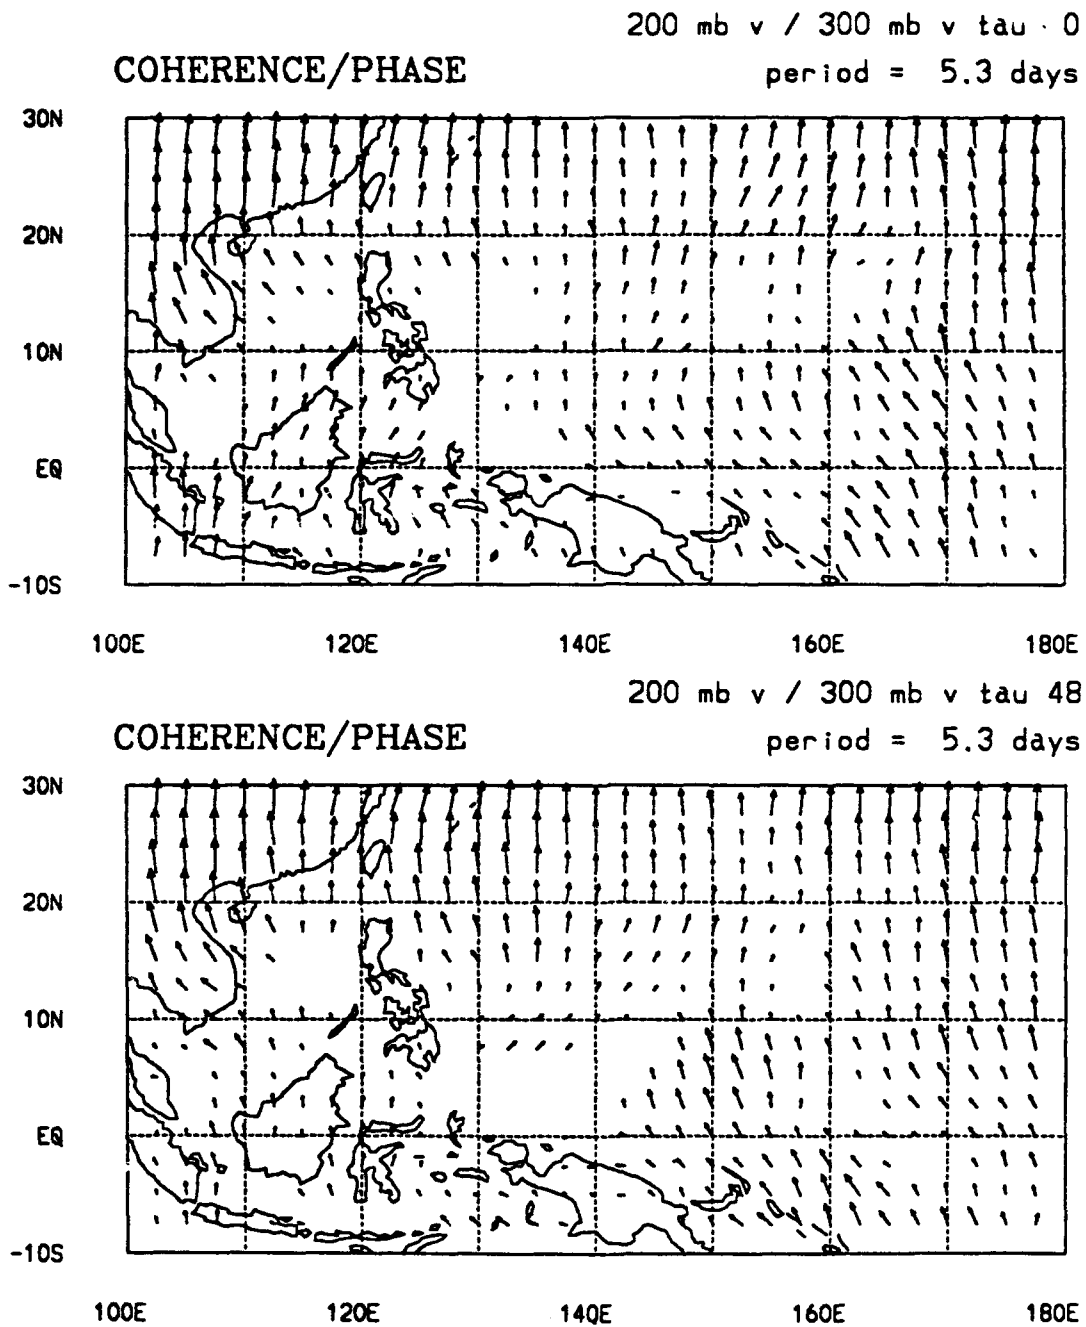 200 mb v / 300 mb v tau · 0
COHERENCE/PHASE
period = 5.3 days
30N
20N
10N
EQ
-10S
100E 120E 140E 160E 180E
200 mb v / 300 mb v tau 48
COHERENCE/PHASE
period = 5.3 days
30N
20N
10N
EQ
-10S
100E 120E 140E 160E 180E